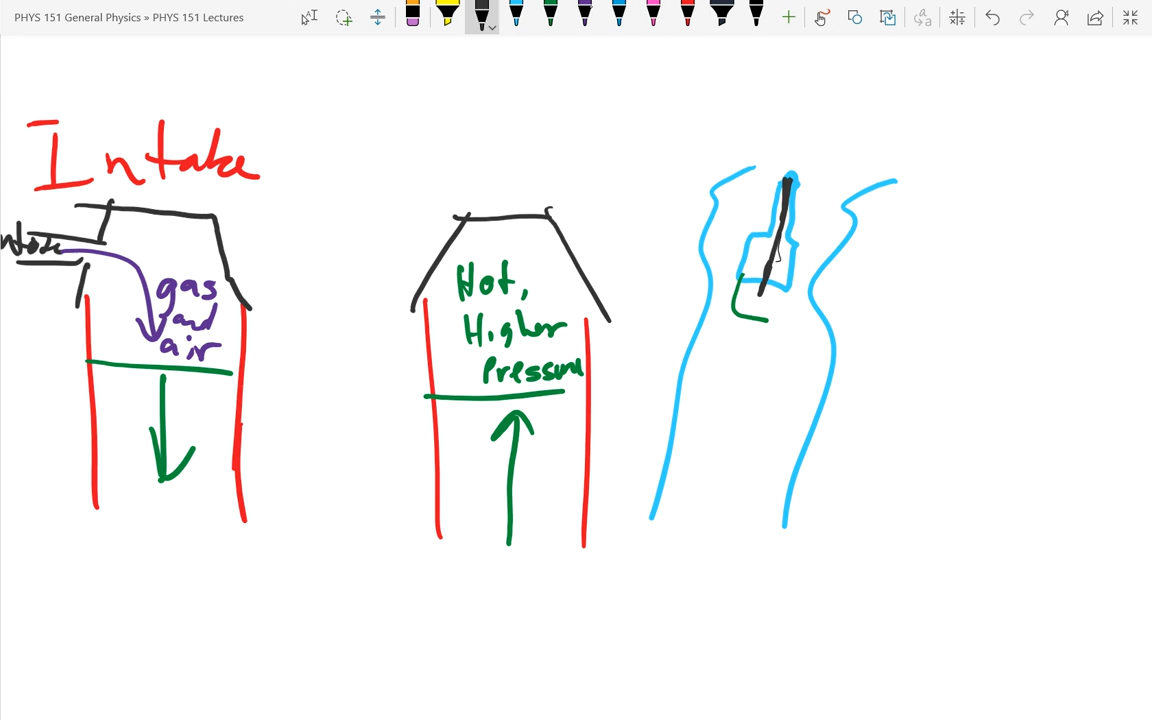 PHYS 151 General Physics » PHYS 151 Lectures
Intake
gas
and
air
Hot,
Higher
Pressure